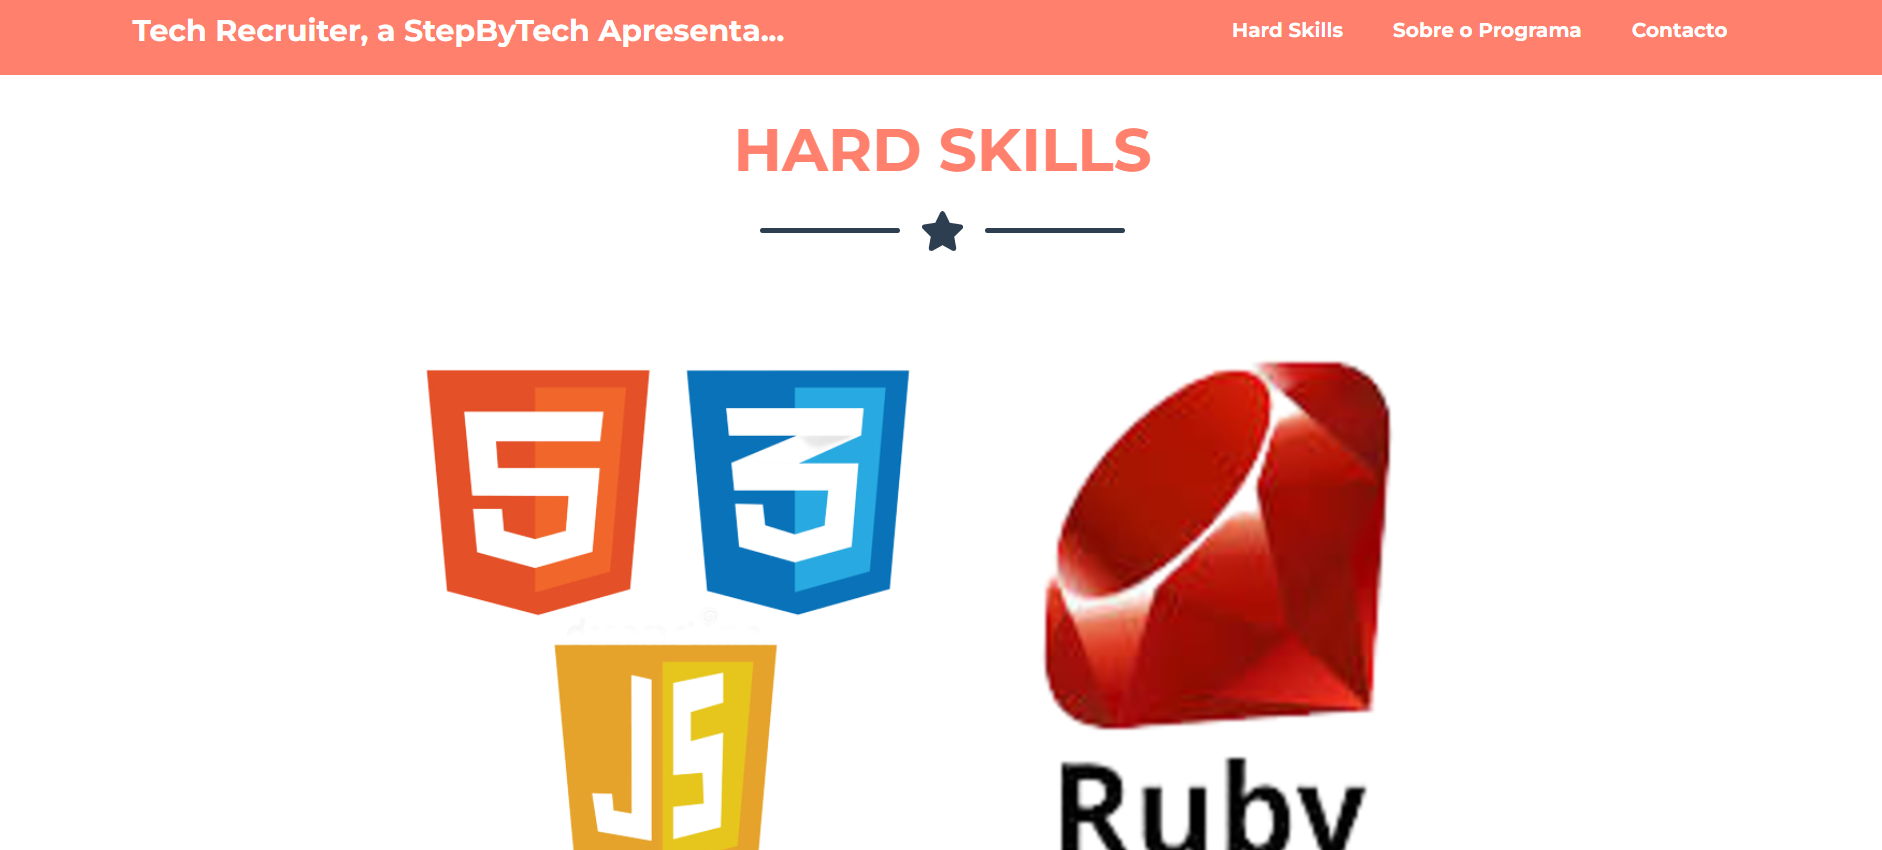 Tech Recruiter, a StepByTech Apresenta...
Hard Skills
Sobre o Programa
Contacto
HARD SKILLS
5
3
JS
Ruby